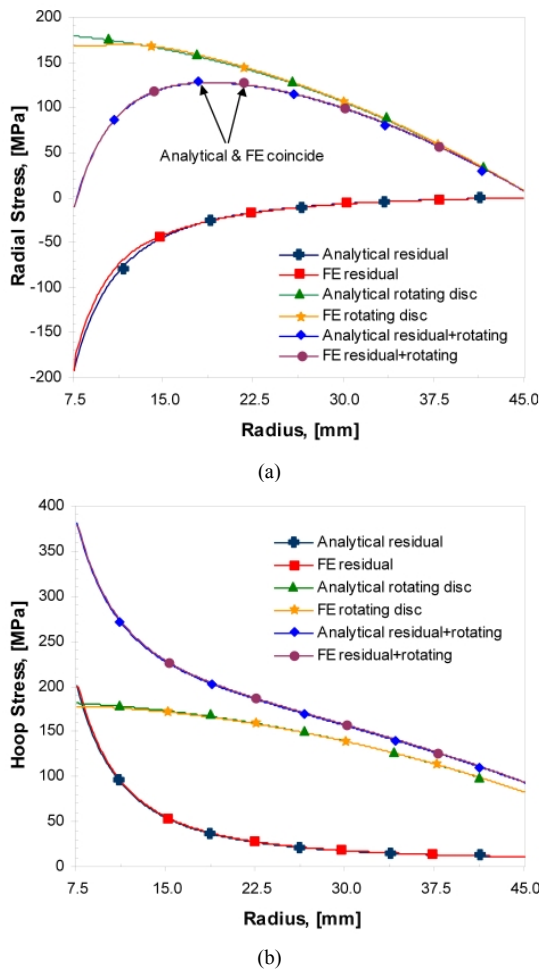 200
150
100
50
0
-50
-100
-150
-200
Radial Stress, [MPa]
Analytical & FE coincide
Analytical residual
FE residual
Analytical rotating disc
FE rotating disc
Analytical residual+rotating
FE residual+rotating
7.5 15.0 22.5 30.0 37.5 45.0
Radius, [mm]
(a)
400
350
300
250
200
150
100
50
0
Hoop Stress, [MPa]
Analytical residual
FE residual
Analytical rotating disc
FE rotating disc
Analytical residual+rotating
FE residual+rotating
7.5 15.0 22.5 30.0 37.5 45.0
Radius, [mm]
(b)